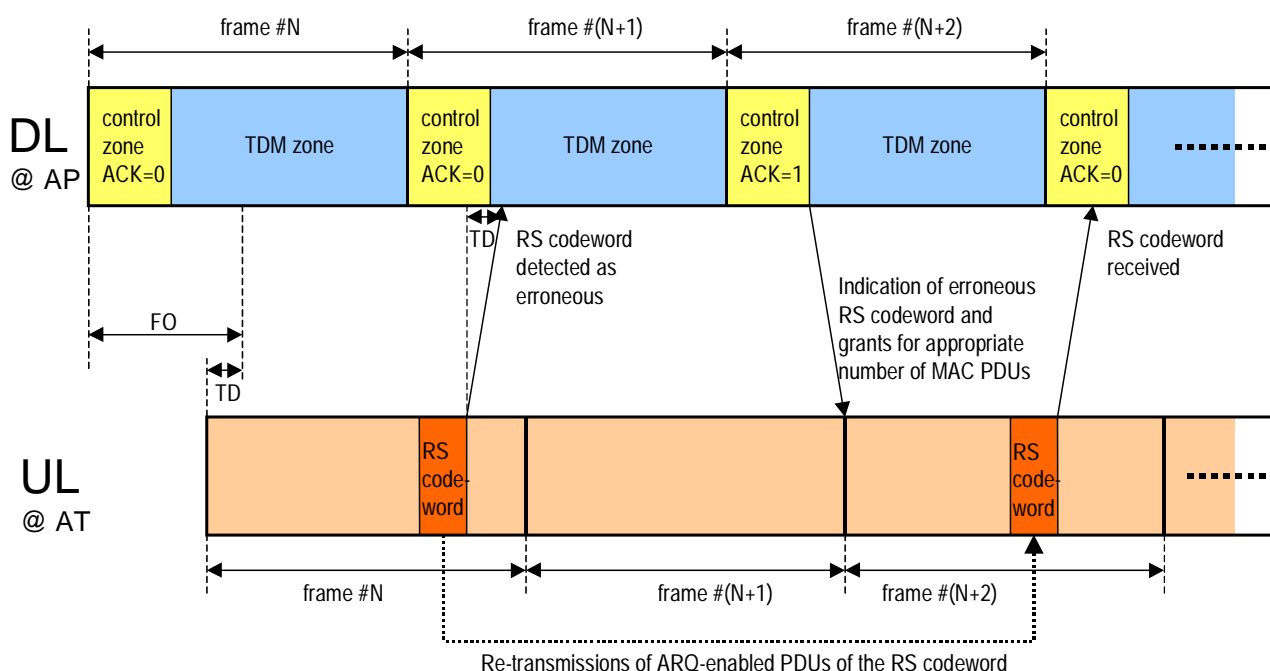 frame #N
frame #(N+1)
frame #(N+2)
DL
@ AP
control
zone
ACK=0
TDM zone
control
zone
ACK=0
TDM zone
control
zone
ACK=1
TDM zone
control
zone
ACK=0
TD
RS codeword
detected as
erroneous
Indication of erroneous
RS codeword and
grants for appropriate
number of MAC PDUs
RS codeword
received
FO
TD
UL
@ AT
RS
code-
word
RS
code-
word
frame #N
frame #(N+1)
frame #(N+2)
Re-transmissions of ARQ-enabled PDUs of the RS codeword